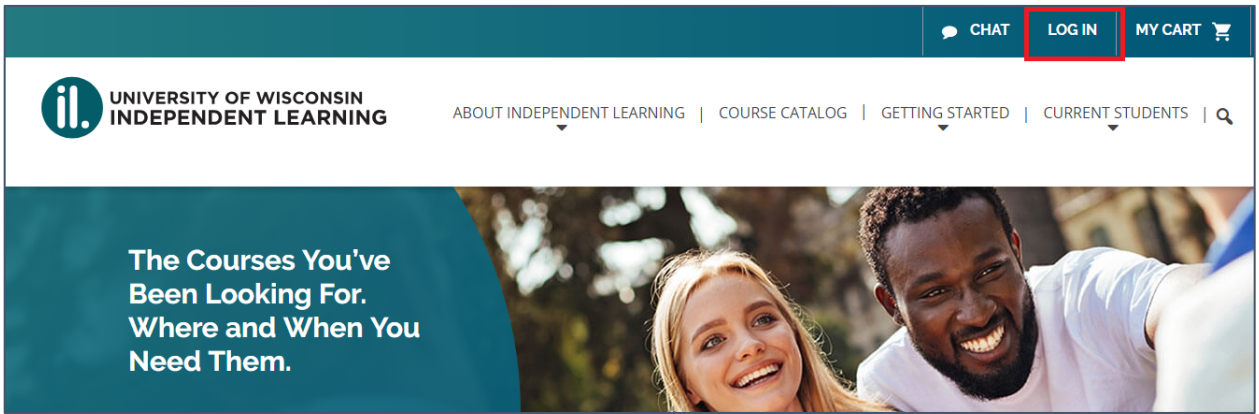 CHAT
LOG IN
MY CART
il.
UNIVERSITY OF WISCONSIN
INDEPENDENT LEARNING
ABOUT INDEPENDENT LEARNING | COURSE CATALOG | GETTING STARTED | CURRENT STUDENTS |
The Courses You've
Been Looking For.
Where and When You
Need Them.